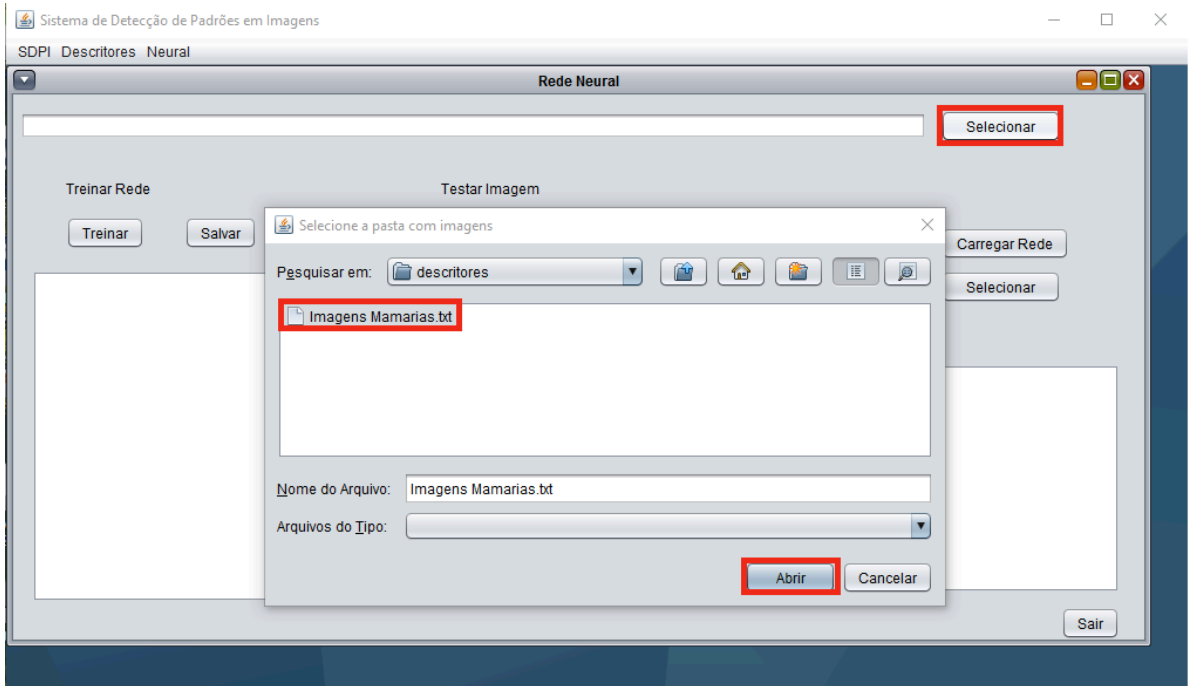 Sistema de Detecção de Padrões em Imagens
SDPI Descritores Neural
Rede Neural
Selecionar
Treinar Rede
Testar Imagem
Treinar
Salvar
Selecione a pasta com imagens
Carregar Rede
Pesquisar em:
descritores
Selecionar
Imagens Mamarias.txt
Nome do Arquivo:
Imagens Mamarias.txt
Arquivos do Tipo:
Abrir
Cancelar
Sair